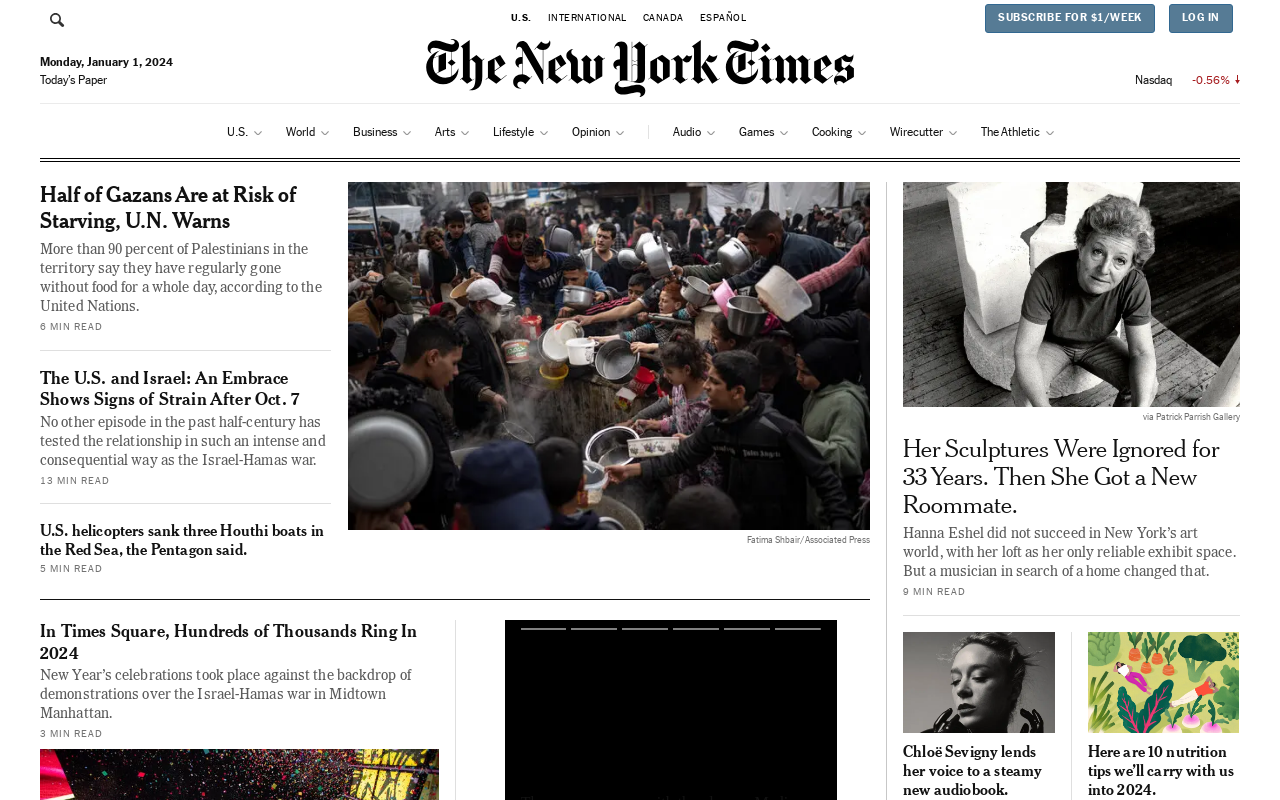 U.S. INTERNATIONAL CANADA ESPAÑOL
SUBSCRIBE FOR $1/WEEK LOG IN
The New York Times
Monday, January 1, 2024
Today's Paper
Nasdaq -0.56%
U.S. World Business Arts Lifestyle Opinion Audio Games Cooking Wirecutter The Athletic
Half of Gazans Are at Risk of
Starving, U.N. Warns
More than 90 percent of Palestinians in the
territory say they have regularly gone
without food for a whole day, according to the
United Nations.
6 MIN READ
The U.S. and Israel: An Embrace
Shows Signs of Strain After Oct. 7
No other episode in the past half-century has
tested the relationship in such an intense and
consequential way as the Israel-Hamas war.
13 MIN READ
U.S. helicopters sank three Houthi boats in
the Red Sea, the Pentagon said.
5 MIN READ
Fatima Shbair/Associated Press
In Times Square, Hundreds of Thousands Ring In
2024
New Year's celebrations took place against the backdrop of
demonstrations over the Israel-Hamas war in Midtown
Manhattan.
3 MIN READ
via Patrick Parrish Gallery
Her Sculptures Were Ignored for
33 Years. Then She Got a New
Roommate.
Hanna Eshel did not succeed in New York's art
world, with her loft as her only reliable exhibit space.
But a musician in search of a home changed that.
9 MIN READ
Chloë Sevigny lends
her voice to a steamy
new audiobook.
Here are 10 nutrition
tips we'll carry with us
into 2024.